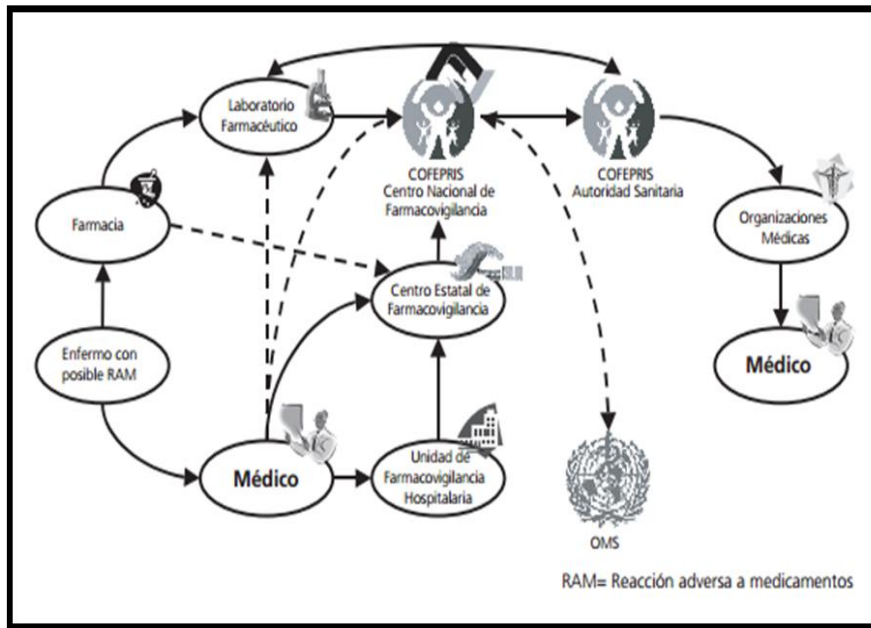 Laboratorio
Farmacéutico
COFEPRIS
Centro Nacional de
Farmacovigilancia
COFEPRIS
Autoridad Sanitaria
Farmacia
Organizaciones
Médicas
Centro Estatal de
Farmacovigilancia
Enfermo con
posible RAM
Médico
Médico
Unidad de
Farmacovigilancia
Hospitalaria
OMS
RAM= Reacción adversa a medicamentos